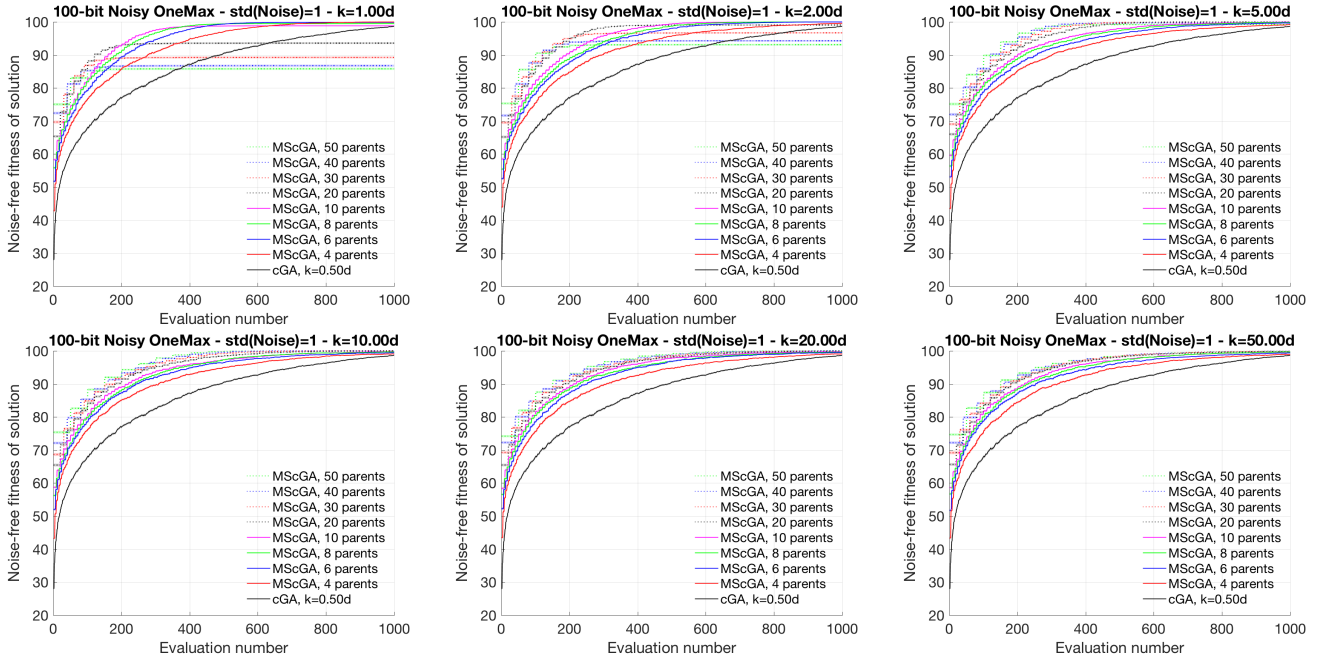 100-bit Noisy OneMax - std(Noise)=1 - k=1.00d
Noise-free fitness of solution
100
90
80
70
60
50
40
30
20
MScGA, 50 parents
MScGA, 40 parents
MScGA, 30 parents
MScGA, 20 parents
MScGA, 10 parents
MScGA, 8 parents
MScGA, 6 parents
MScGA, 4 parents
cGA, k=0.50d
0 200 400 600 800 1000
Evaluation number
100-bit Noisy OneMax - std(Noise)=1 - k=2.00d
Noise-free fitness of solution
100
90
80
70
60
50
40
30
20
MScGA, 50 parents
MScGA, 40 parents
MScGA, 30 parents
MScGA, 20 parents
MScGA, 10 parents
MScGA, 8 parents
MScGA, 6 parents
MScGA, 4 parents
cGA, k=0.50d
0 200 400 600 800 1000
Evaluation number
100-bit Noisy OneMax - std(Noise)=1 - k=5.00d
Noise-free fitness of solution
100
90
80
70
60
50
40
30
20
MScGA, 50 parents
MScGA, 40 parents
MScGA, 30 parents
MScGA, 20 parents
MScGA, 10 parents
MScGA, 8 parents
MScGA, 6 parents
MScGA, 4 parents
cGA, k=0.50d
0 200 400 600 800 1000
Evaluation number
100-bit Noisy OneMax - std(Noise)=1 - k=10.00d
Noise-free fitness of solution
100
90
80
70
60
50
40
30
20
MScGA, 50 parents
MScGA, 40 parents
MScGA, 30 parents
MScGA, 20 parents
MScGA, 10 parents
MScGA, 8 parents
MScGA, 6 parents
MScGA, 4 parents
cGA, k=0.50d
0 200 400 600 800 1000
Evaluation number
100-bit Noisy OneMax - std(Noise)=1 - k=20.00d
Noise-free fitness of solution
100
90
80
70
60
50
40
30
20
MScGA, 50 parents
MScGA, 40 parents
MScGA, 30 parents
MScGA, 20 parents
MScGA, 10 parents
MScGA, 8 parents
MScGA, 6 parents
MScGA, 4 parents
cGA, k=0.50d
0 200 400 600 800 1000
Evaluation number
100-bit Noisy OneMax - std(Noise)=1 - k=50.00d
Noise-free fitness of solution
100
90
80
70
60
50
40
30
20
MScGA, 50 parents
MScGA, 40 parents
MScGA, 30 parents
MScGA, 20 parents
MScGA, 10 parents
MScGA, 8 parents
MScGA, 6 parents
MScGA, 4 parents
cGA, k=0.50d
0 200 400 600 800 1000
Evaluation number